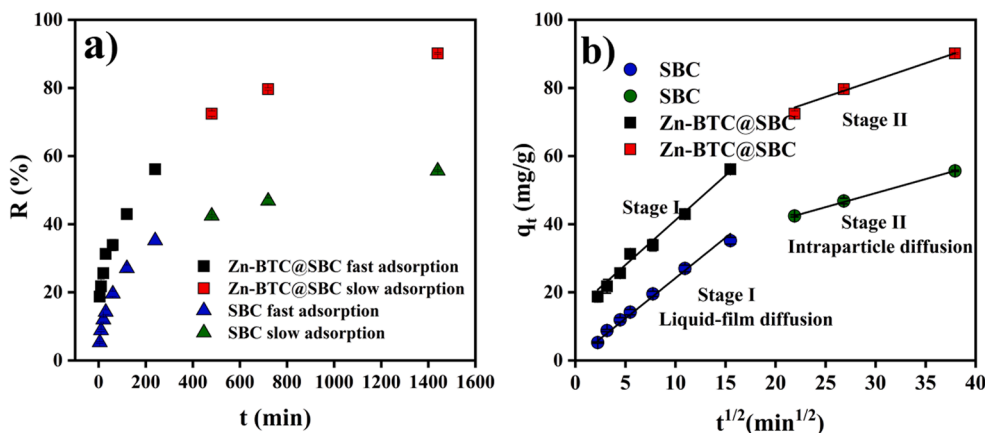 a)
R (%)
100
80
60
40
20
0
Zn-BTC@SBC fast adsorption
Zn-BTC@SBC slow adsorption
SBC fast adsorption
SBC slow adsorption
0 200 400 600 800 1000 1200 1400 1600
t (min)
b)
qt (mg/g)
100
80
60
40
20
0
SBC
SBC
Zn-BTC@SBC
Zn-BTC@SBC
Stage II
Stage I
Stage II
Intraparticle diffusion
Stage I
Liquid-film diffusion
0 5 10 15 20 25 30 35 40
t1/2(min1/2)